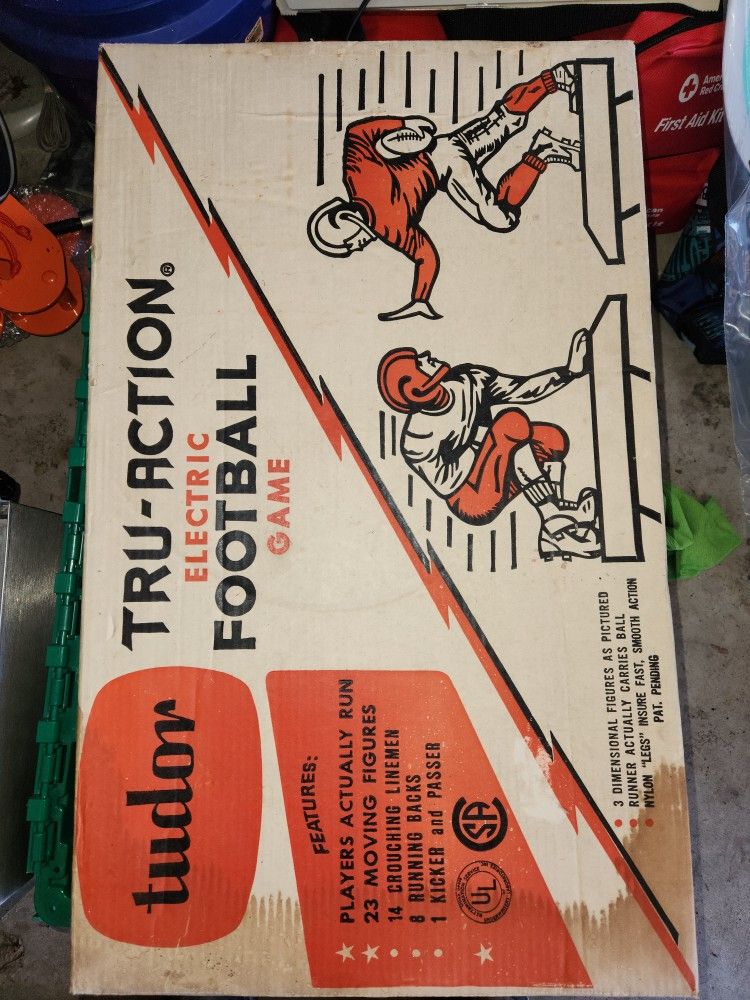 tudor
TRU-ACTION®
ELECTRIC
FOOTBALL
GAME
FEATURES:
★ PLAYERS ACTUALLY RUN
★ 23 MOVING FIGURES
• 14 CROUCHING LINEMEN
• 8 RUNNING BACKS
• 1 KICKER and PASSER
UL
SA
• 3 DIMENSIONAL FIGURES AS PICTURED
• RUNNER ACTUALLY CARRIES BALL
• NYLON "LEGS" INSURE FAST, SMOOTH ACTION
PAT. PENDING
First Aid Kit